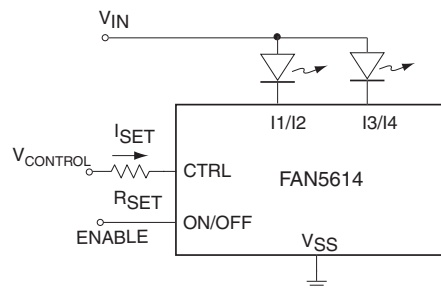 VIN
I1/I2
I3/I4
ISET
VCONTROL
CTRL
FAN5614
RSET
ON/OFF
ENABLE
VSS